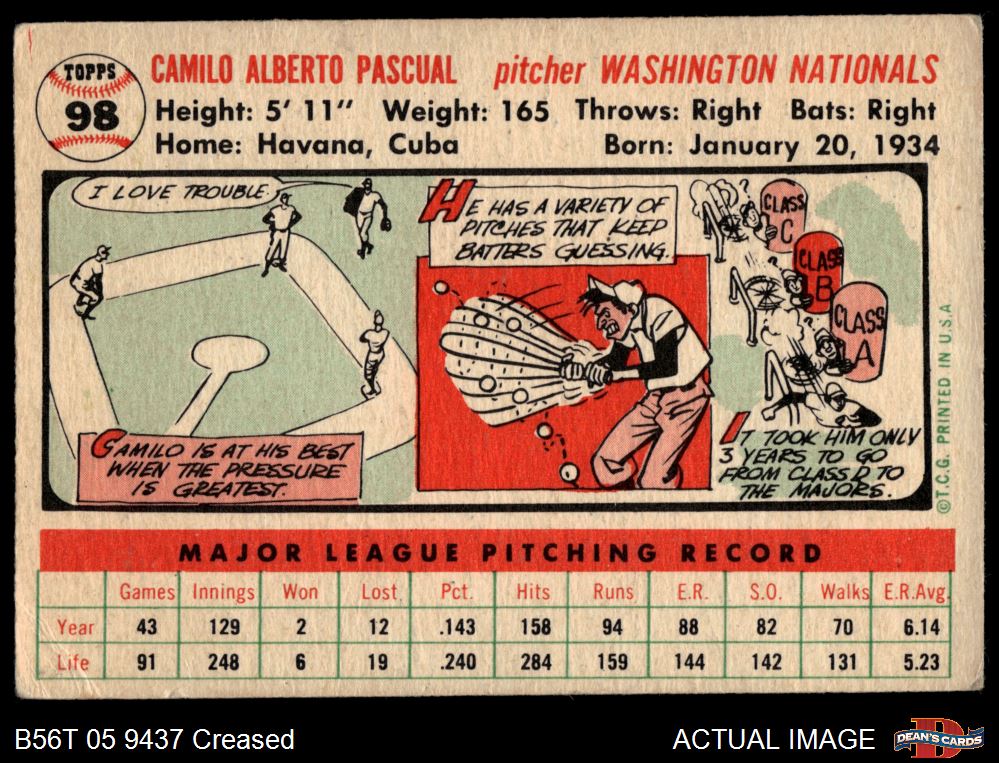 TOPPS
98
CAMILO ALBERTO PASCUAL pitcher WASHINGTON NATIONALS
Height: 5' 11" Weight: 165 Throws: Right Bats: Right
Home: Havana, Cuba Born: January 20, 1934
I LOVE TROUBLE.
CAMILO IS AT HIS BEST
WHEN THE PRESSURE
IS GREATEST.
HE HAS A VARIETY OF
PITCHES THAT KEEP
BATTERS GUESSING.
?
CLASS
C
?
CLASS
B
?
CLASS
A
IT TOOK HIM ONLY
3 YEARS TO GO
FROM CLASS D TO
THE MAJORS.
©T.C.G. PRINTED IN U.S.A
MAJOR LEAGUE PITCHING RECORD
Games Innings Won Lost Pct. Hits Runs E.R. S.O. Walks E.R.Avg.
Year 43 129 2 12 .143 158 94 88 82 70 6.14
Life 91 248 6 19 .240 284 159 144 142 131 5.23
B56T 05 9437 Creased ACTUAL IMAGE
DEAN'S CARDS